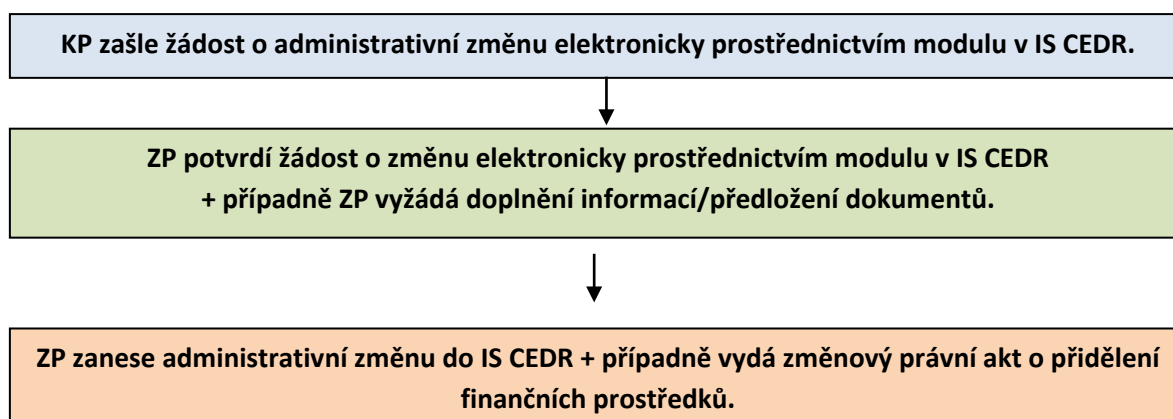 KP zašle žádost o administrativní změnu elektronicky prostřednictvím modulu v IS CEDR.
ZP potvrdí žádost o změnu elektronicky prostřednictvím modulu v IS CEDR
+ případně ZP vyžádá doplnění informací/předložení dokumentů.
ZP zanese administrativní změnu do IS CEDR + případně vydá změnový právní akt o přidělení
finančních prostředků.